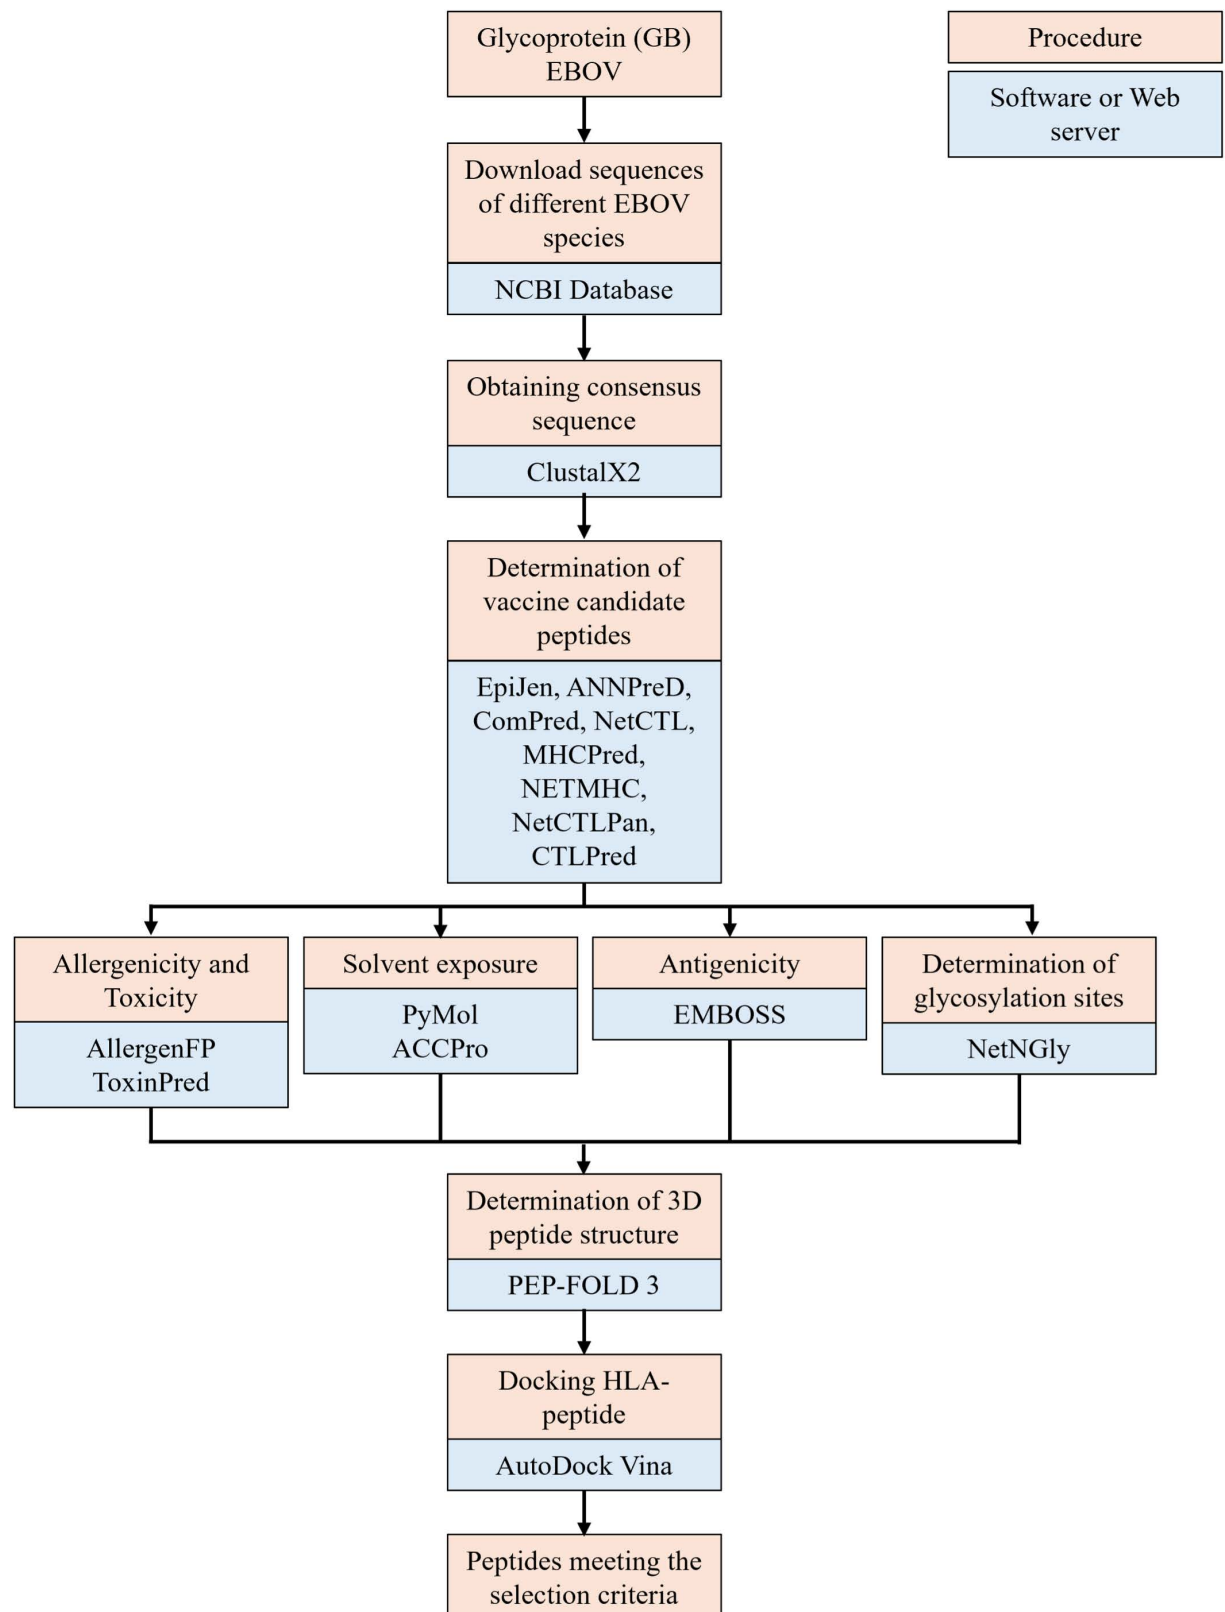 Glycoprotein (GB)
EBOV
Procedure
Software or Web
server
Download sequences
of different EBOV
species
NCBI Database
Obtaining consensus
sequence
ClustalX2
Determination of
vaccine candidate
peptides
EpiJen, ANNPreD,
ComPred, NetCTL,
MHCPred,
NETMHC,
NetCTLPan,
CTLPred
Allergenicity and
Toxicity
AllergenFP
ToxinPred
Solvent exposure
PyMol
ACCPro
Antigenicity
EMBOSS
Determination of
glycosylation sites
NetNGly
Determination of 3D
peptide structure
PEP-FOLD 3
Docking HLA-
peptide
AutoDock Vina
Peptides meeting the
selection criteria